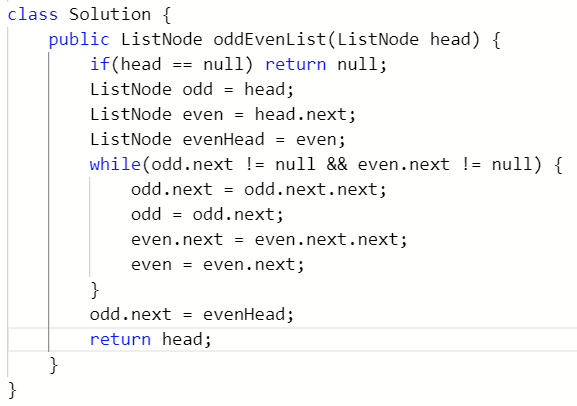 class Solution {
    public ListNode oddEvenList(ListNode head) {
        if(head == null) return null;
        ListNode odd = head;
        ListNode even = head.next;
        ListNode evenHead = even;
        while(odd.next != null && even.next != null) {
            odd.next = odd.next.next;
            odd = odd.next;
            even.next = even.next.next;
            even = even.next;
        }
        odd.next = evenHead;
        return head;
    }
}